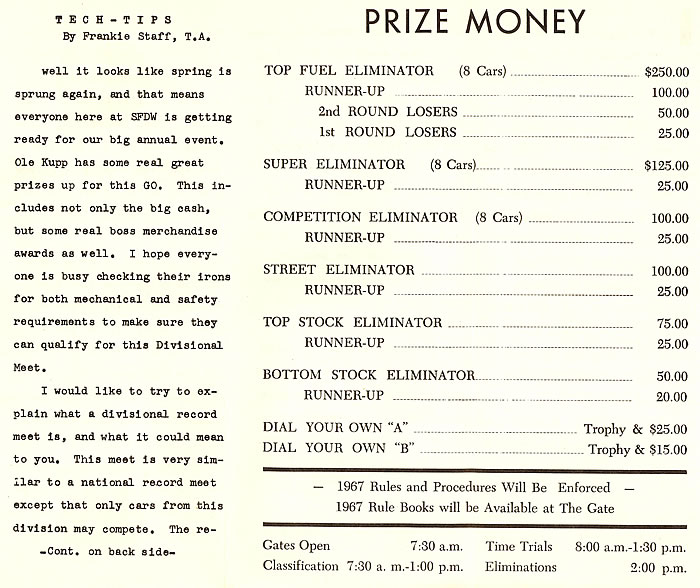 TECH-TIPS
By Frankie Staff, T.A.
well it looks like spring is
sprung again, and that means
everyone here at SFDW is getting
ready for our big annual event.
Ole Kupp has some real great
prizes up for this GO. This in-
cludes not only the big cash,
but some real boss merchandise
awards as well. I hope every-
one is busy checking their irons
for both mechanical and safety
requirements to make sure they
can qualify for this Divisional
Meet.
I would like to try to ex-
plain what a divisional record
meet is, and what it could mean
to you. This meet is very sim-
ilar to a national record meet
except that only cars from this
division may compete. The re-
-Cont. on back side-
PRIZE MONEY
TOP FUEL ELIMINATOR (8 Cars) $250.00
RUNNER-UP 100.00
2nd ROUND LOSERS 50.00
1st ROUND LOSERS 25.00
SUPER ELIMINATOR (8 Cars) $125.00
RUNNER-UP 25.00
COMPETITION ELIMINATOR (8 Cars) 100.00
RUNNER-UP 25.00
STREET ELIMINATOR 100.00
RUNNER-UP 25.00
TOP STOCK ELIMINATOR 75.00
RUNNER-UP 25.00
BOTTOM STOCK ELIMINATOR 50.00
RUNNER-UP 20.00
DIAL YOUR OWN "A" Trophy & $25.00
DIAL YOUR OWN "B" Trophy & $15.00
— 1967 Rules and Procedures Will Be Enforced —
1967 Rule Books will be Available at The Gate
Gates Open 7:30 a.m. Time Trials 8:00 a.m.-1:30 p.m.
Classification 7:30 a. m.-1:00 p.m. Eliminations 2:00 p.m.